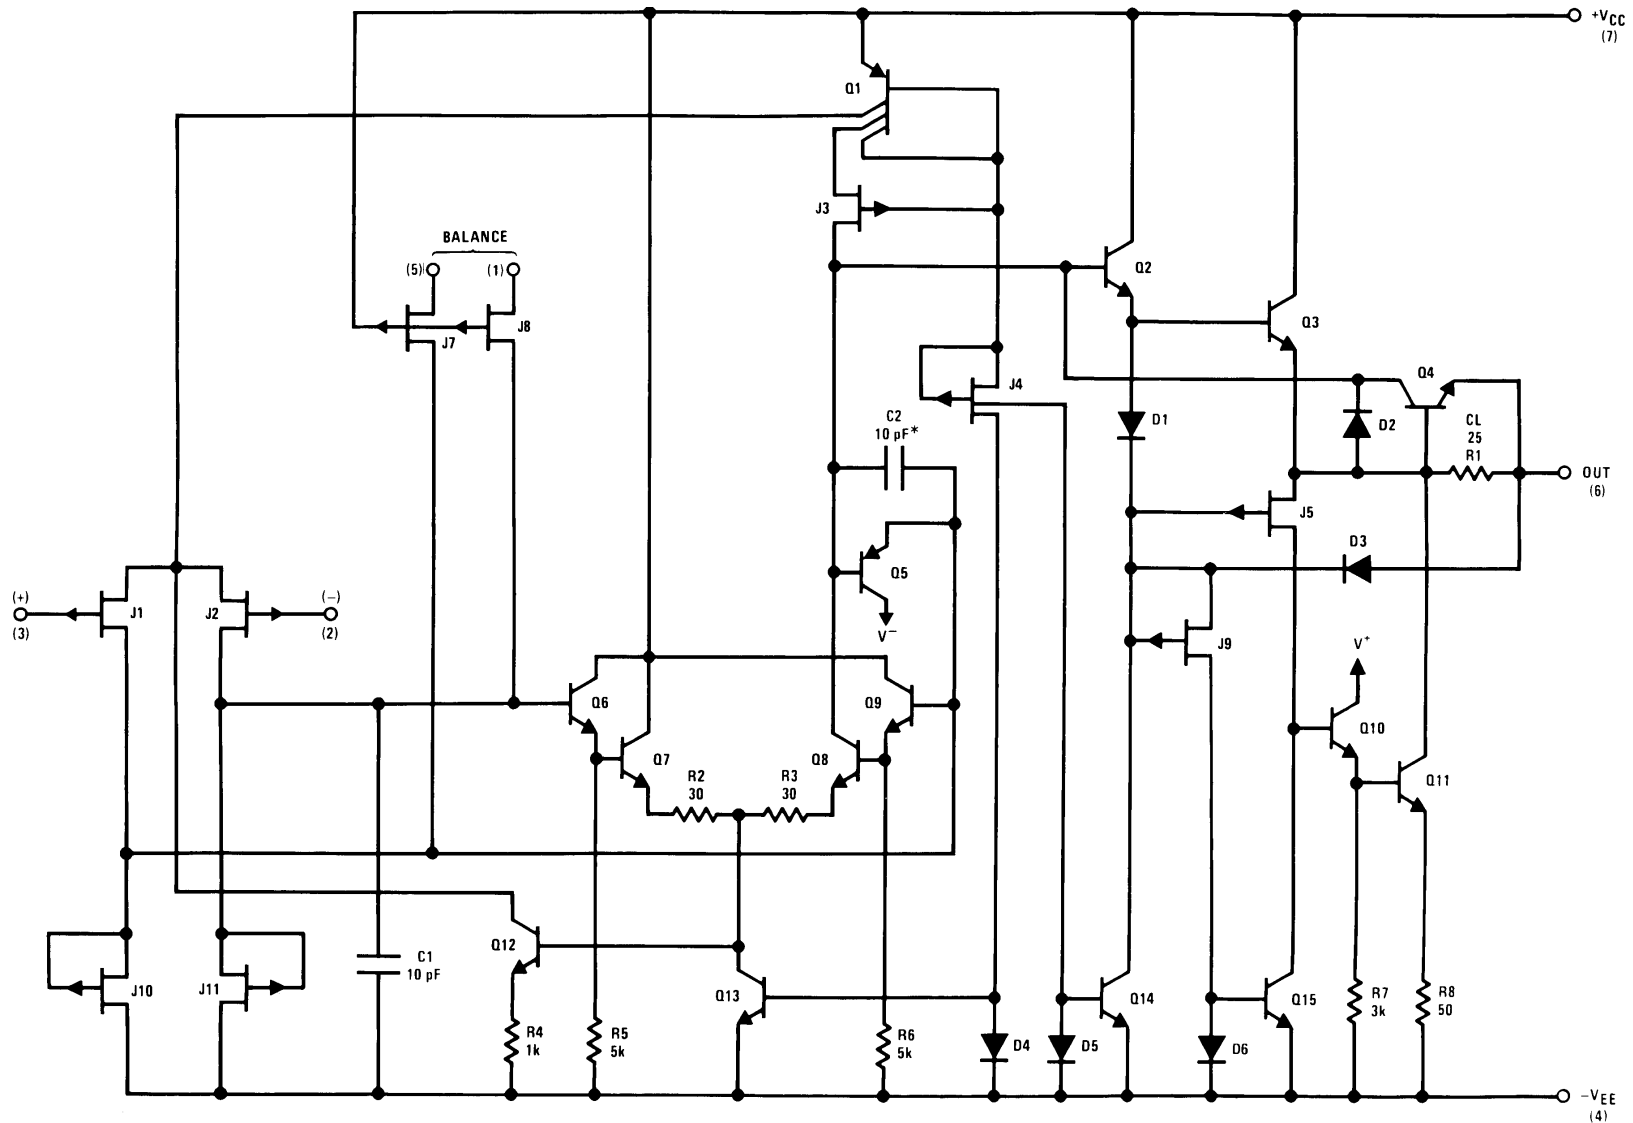 +VCC
(7)
Q1
J3
BALANCE
(5)
(1)
J7
J8
Q2
Q3
J4
Q4
C2
10 pF*
D1
D2
CL
25
R1
OUT
(6)
J5
D3
Q5
V−
(+)
(3)
J1
J2
(−)
(2)
J9
V+
Q6
Q9
Q10
Q7
Q8
R2
30
R3
30
Q11
Q12
C1
10 pF
J10
J11
Q13
Q14
Q15
R7
3k
R8
50
R4
1k
R5
5k
R6
5k
D4
D5
D6
−VEE
(4)